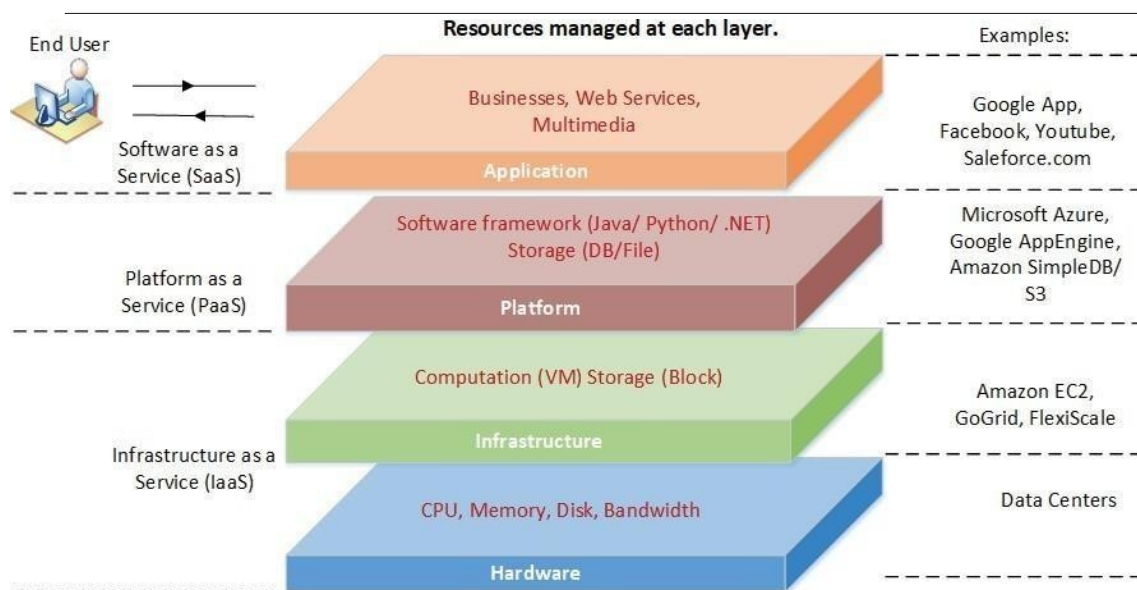 Resources managed at each layer.
End User
Examples:
Businesses, Web Services,
Multimedia
Application
Software as a
Service (SaaS)
Google App,
Facebook, Youtube,
Saleforce.com
Software framework (Java/ Python/ .NET)
Storage (DB/File)
Platform
Platform as a
Service (PaaS)
Microsoft Azure,
Google AppEngine,
Amazon SimpleDB/
S3
Computation (VM) Storage (Block)
Infrastructure
Amazon EC2,
GoGrid, FlexiScale
Infrastructure as a
Service (IaaS)
CPU, Memory, Disk, Bandwidth
Hardware
Data Centers